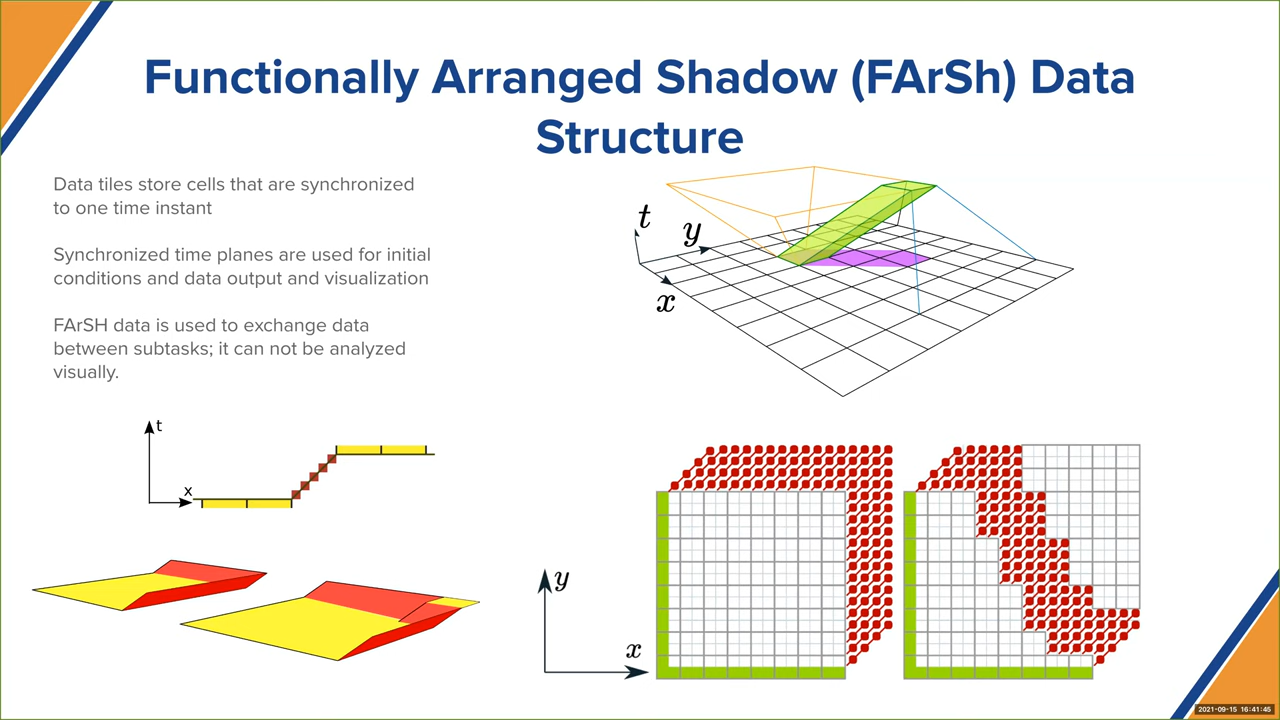 Functionally Arranged Shadow (FArSh) Data
Structure
Data tiles store cells that are synchronized
to one time instant
Synchronized time planes are used for initial
conditions and data output and visualization
FArSH data is used to exchange data
between subtasks; it can not be analyzed
visually.
t
y
x
t
x
y
x
2021-09-15 16:41:45